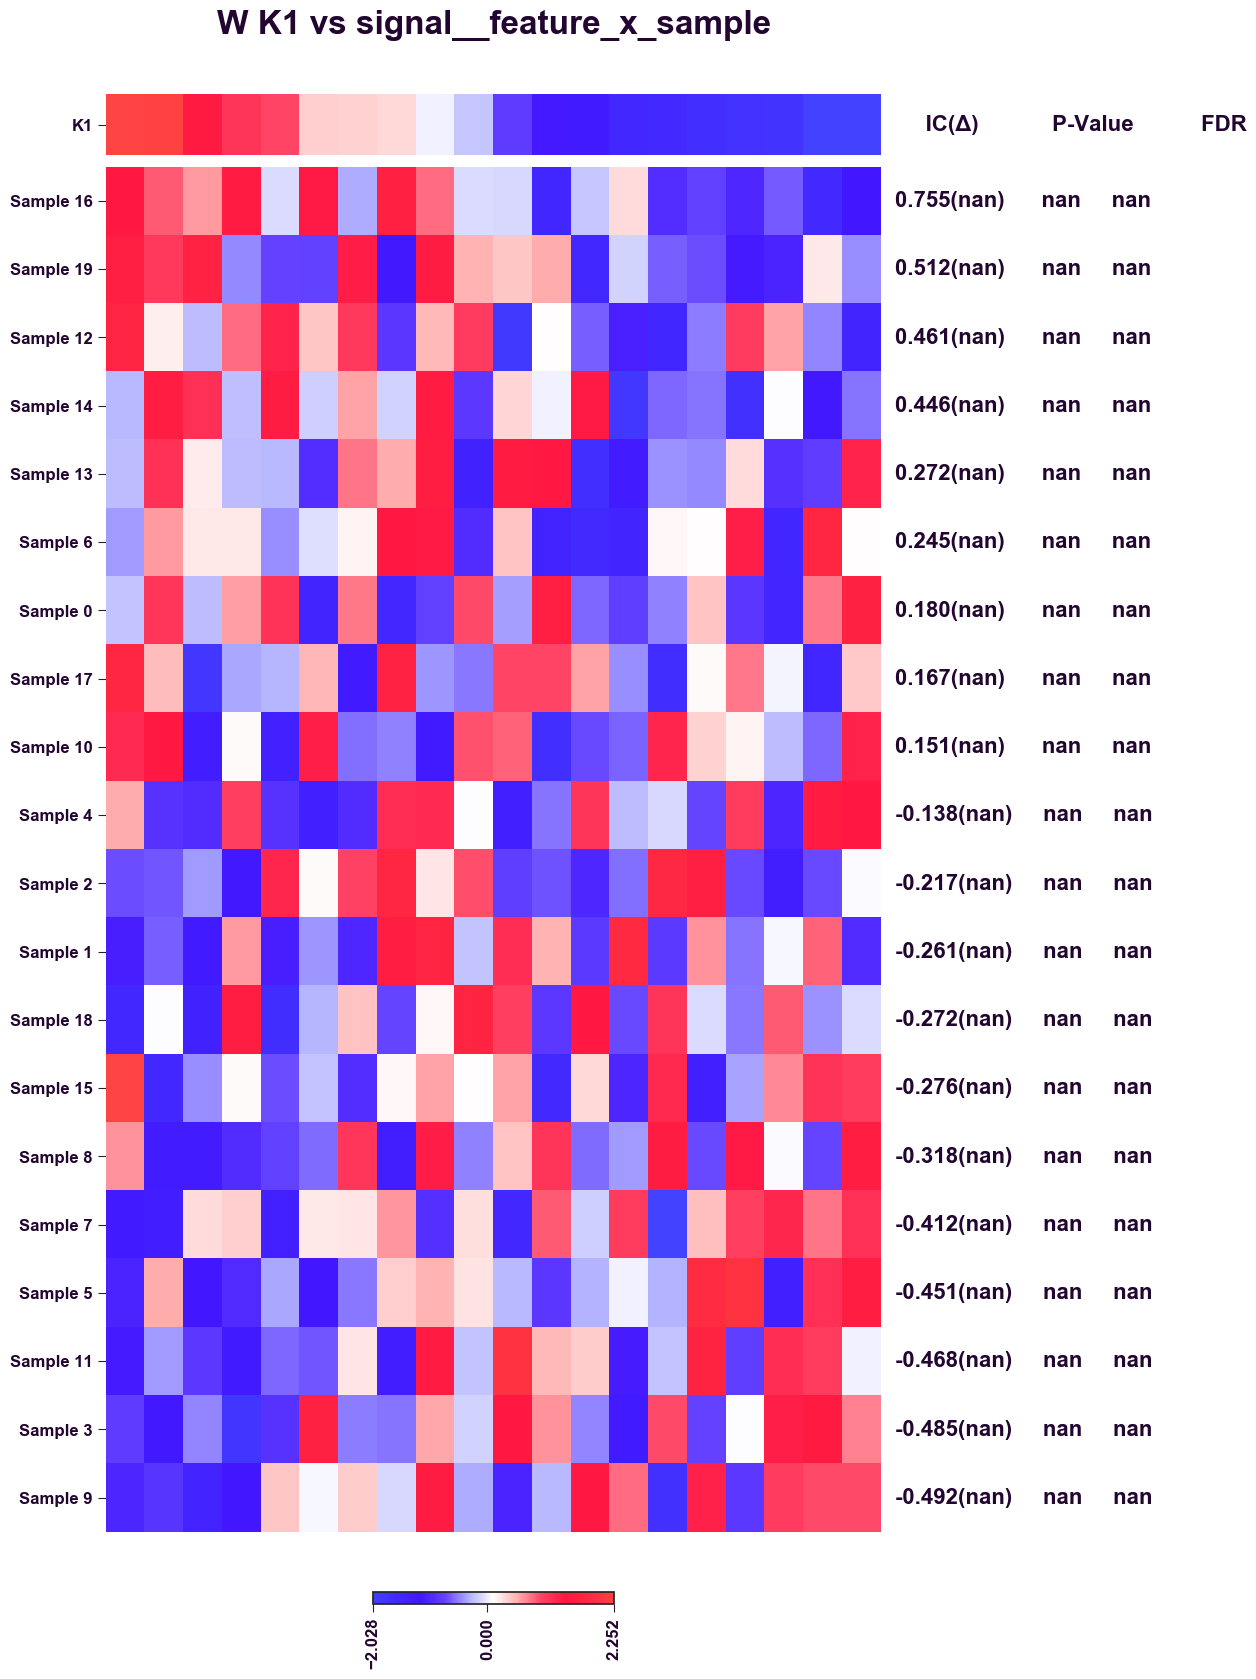 W K1 vs signal__feature_x_sample
K1 IC(Δ) P-Value FDR
Sample 16 0.755(nan) nan nan
Sample 19 0.512(nan) nan nan
Sample 12 0.461(nan) nan nan
Sample 14 0.446(nan) nan nan
Sample 13 0.272(nan) nan nan
Sample 6 0.245(nan) nan nan
Sample 0 0.180(nan) nan nan
Sample 17 0.167(nan) nan nan
Sample 10 0.151(nan) nan nan
Sample 4 -0.138(nan) nan nan
Sample 2 -0.217(nan) nan nan
Sample 1 -0.261(nan) nan nan
Sample 18 -0.272(nan) nan nan
Sample 15 -0.276(nan) nan nan
Sample 8 -0.318(nan) nan nan
Sample 7 -0.412(nan) nan nan
Sample 5 -0.451(nan) nan nan
Sample 11 -0.468(nan) nan nan
Sample 3 -0.485(nan) nan nan
Sample 9 -0.492(nan) nan nan
−2.028
0.000
2.252